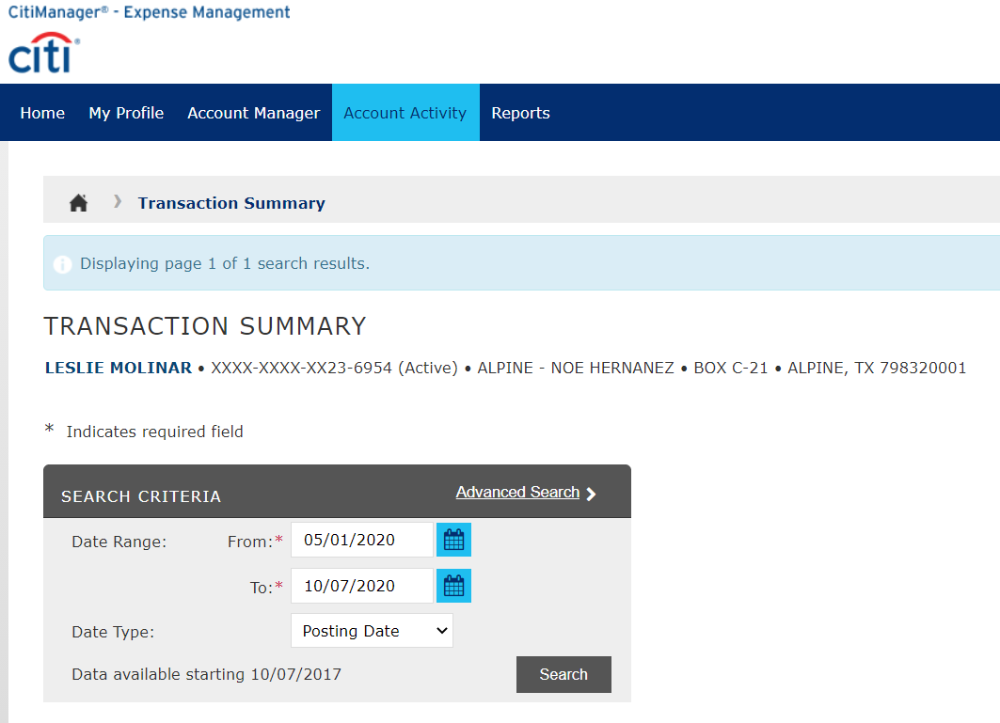 CitiManager® - Expense Management
citi®
Home My Profile Account Manager Account Activity Reports
Transaction Summary
Displaying page 1 of 1 search results.
TRANSACTION SUMMARY
LESLIE MOLINAR • XXXX-XXXX-XX23-6954 (Active) • ALPINE - NOE HERNANEZ • BOX C-21 • ALPINE, TX 798320001
* Indicates required field
SEARCH CRITERIA Advanced Search
Date Range: From:* 05/01/2020
To:* 10/07/2020
Date Type: Posting Date
Data available starting 10/07/2017 Search